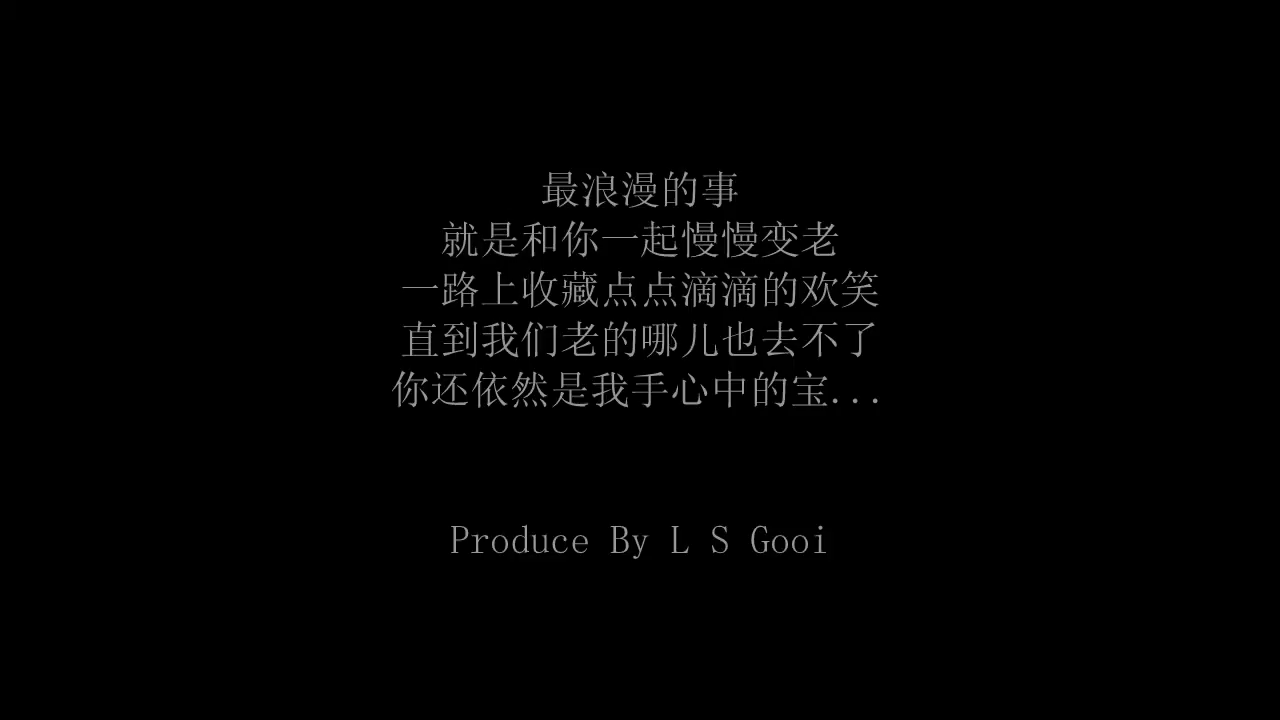 最浪漫的事
就是和你一起慢慢变老
一路上收藏点点滴滴的欢笑
直到我们老的哪儿也去不了
你还依然是我手心中的宝...
Produce By L S Gooi